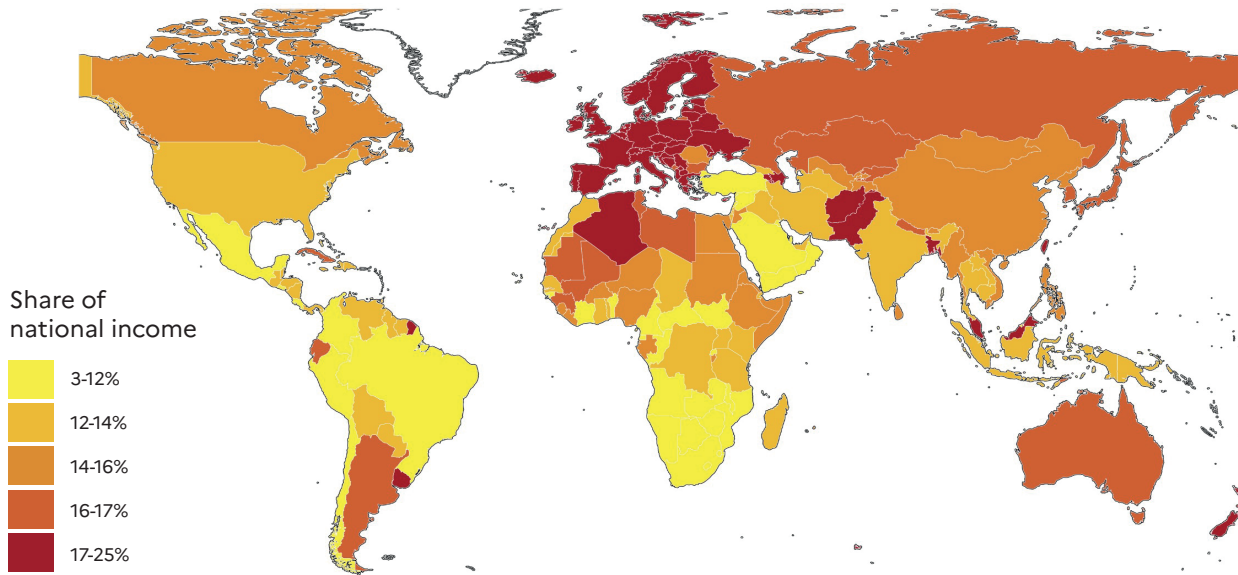 Share of
national income
3-12%
12-14%
14-16%
16-17%
17-25%